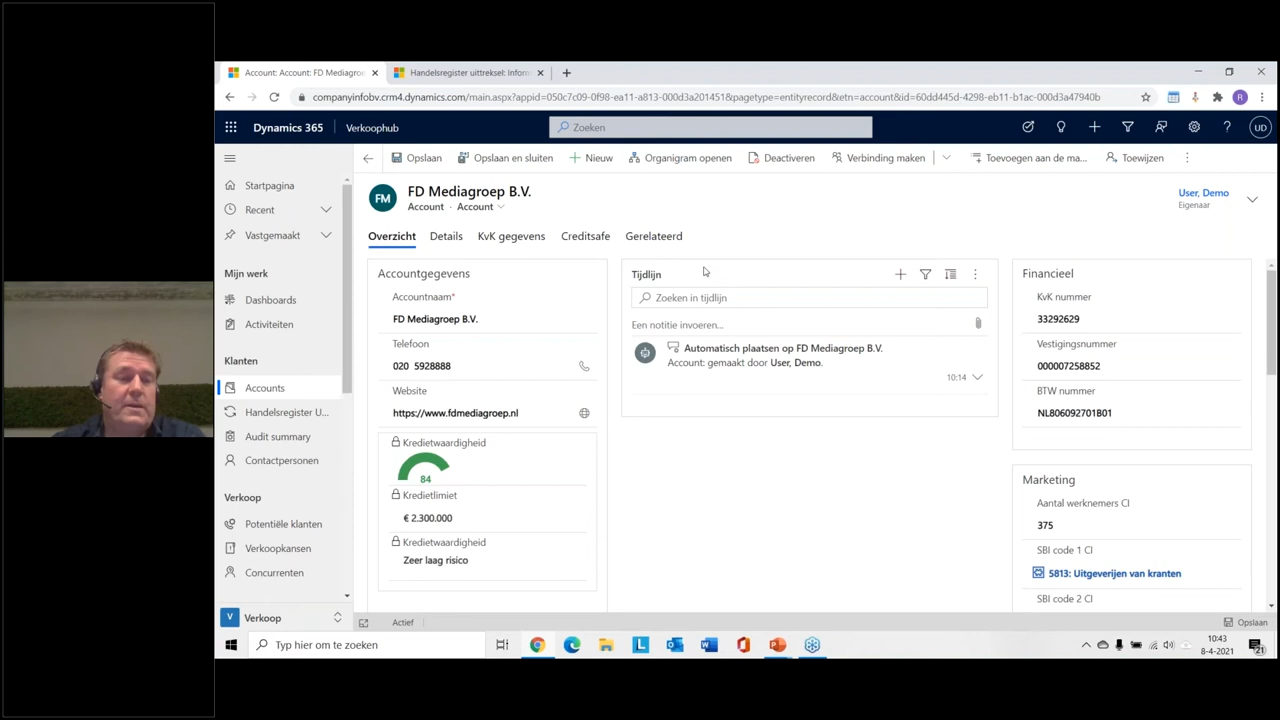 Account: Account: FD Mediagroe
Handelsregister uittreksel: Inforr
companyinfobv.crm4.dynamics.com/main.aspx?appid=050c7c09-0f98-ea11-a813-000d3a201451&pagetype=entityrecord&etn=account&id=60dd445d-4298-eb11-b1ac-000d3a47940b
R
Dynamics 365
Verkoophub
Zoeken
UD
Opslaan
Opslaan en sluiten
Nieuw
Organigram openen
Deactiveren
Verbinding maken
Toevoegen aan de ma...
Toewijzen
FM
FD Mediagroep B.V.
Account · Account
User, Demo
Eigenaar
Overzicht
Details
KvK gegevens
Creditsafe
Gerelateerd
Startpagina
Recent
Vastgemaakt
Mijn werk
Dashboards
Activiteiten
Klanten
Accounts
Handelsregister U...
Audit summary
Contactpersonen
Verkoop
Potentiële klanten
Verkoopkansen
Concurrenten
V
Verkoop
Accountgegevens
Accountnaam*
FD Mediagroep B.V.
Telefoon
020 5928888
Website
https://www.fdmediagroep.nl
Kredietwaardigheid
84
Kredietlimiet
€ 2.300.000
Kredietwaardigheid
Zeer laag risico
Tijdlijn
Zoeken in tijdlijn
Een notitie invoeren...
Automatisch plaatsen op FD Mediagroep B.V.
Account: gemaakt door User, Demo.
10:14
Financieel
KvK nummer
33292629
Vestigingsnummer
000007258852
BTW nummer
NL806092701B01
Marketing
Aantal werknemers CI
375
SBI code 1 CI
5813: Uitgeverijen van kranten
SBI code 2 CI
Actief
Opslaan
Typ hier om te zoeken
L
10:43
8-4-2021
21